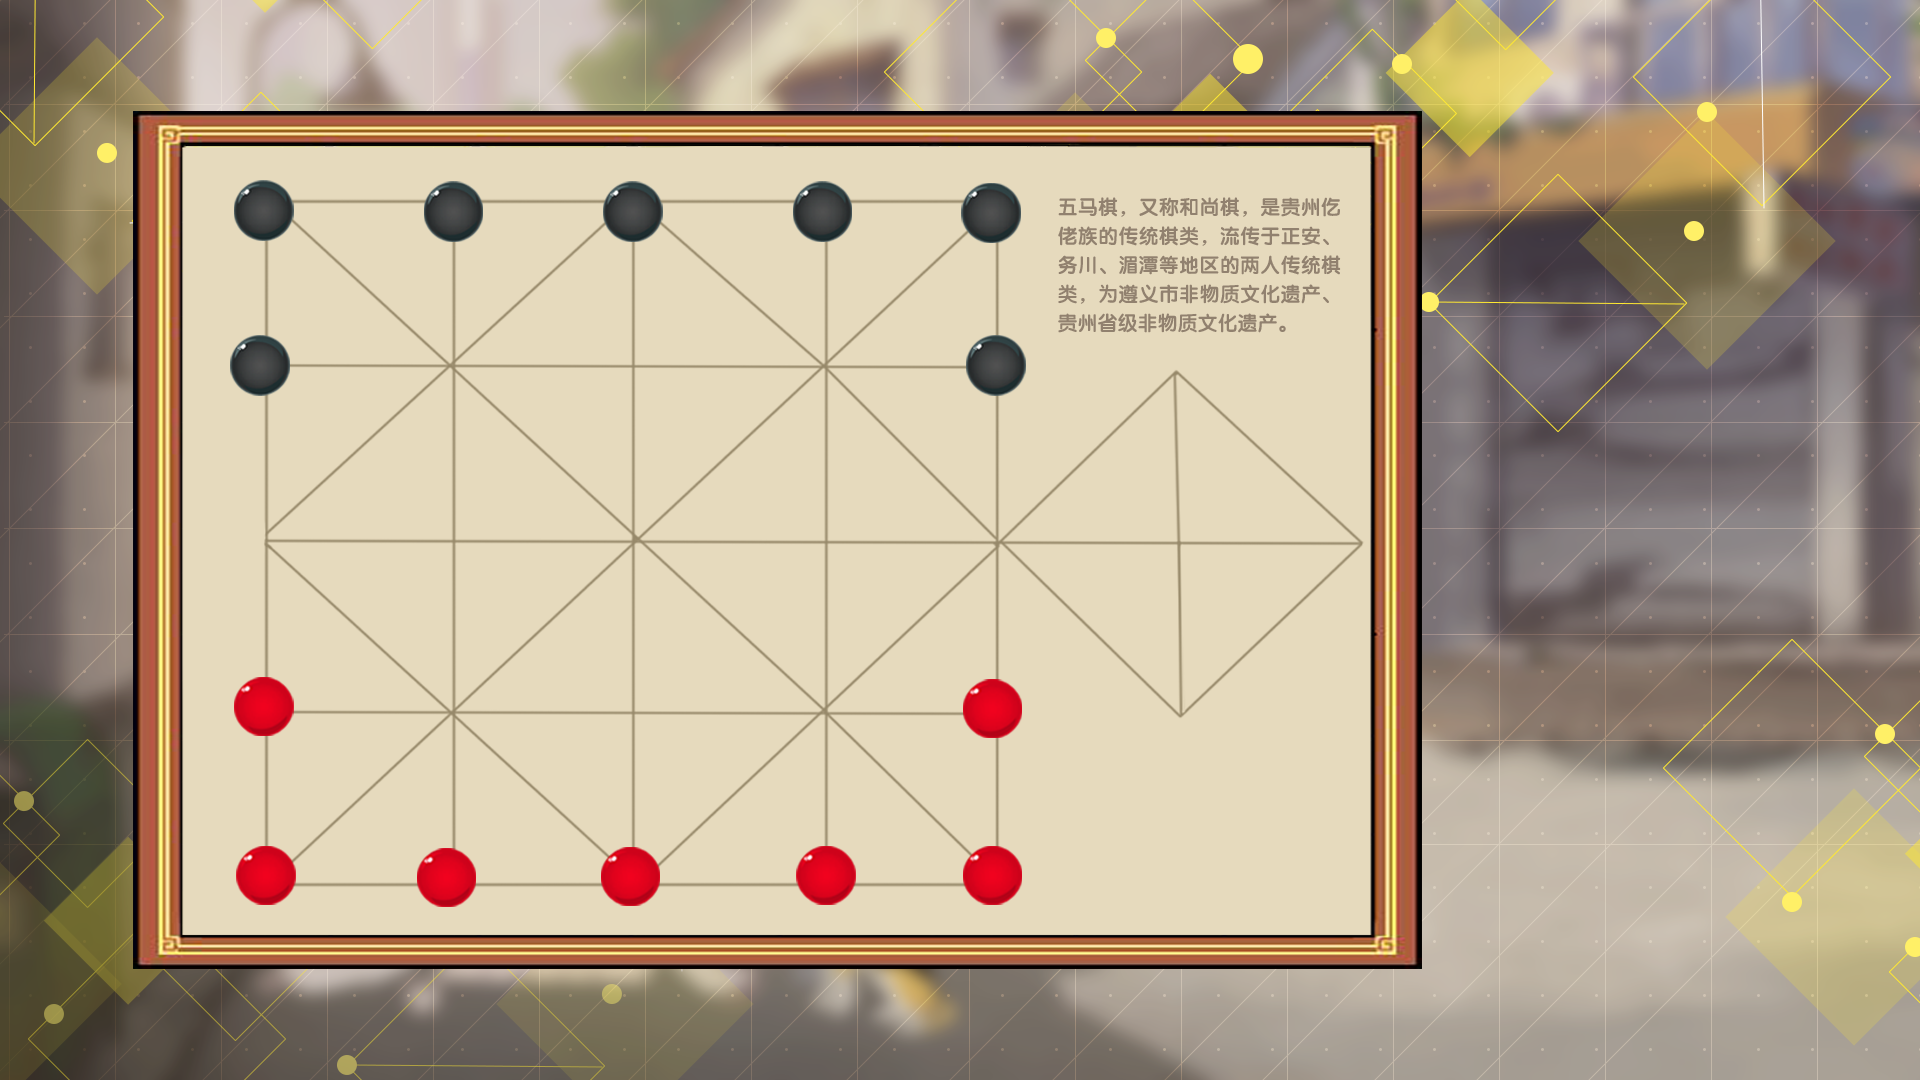 五马棋，又称和尚棋，是贵州仡
佬族的传统棋类，流传于正安、
务川、湄潭等地区的两人传统棋
类，为遵义市非物质文化遗产、
贵州省级非物质文化遗产。